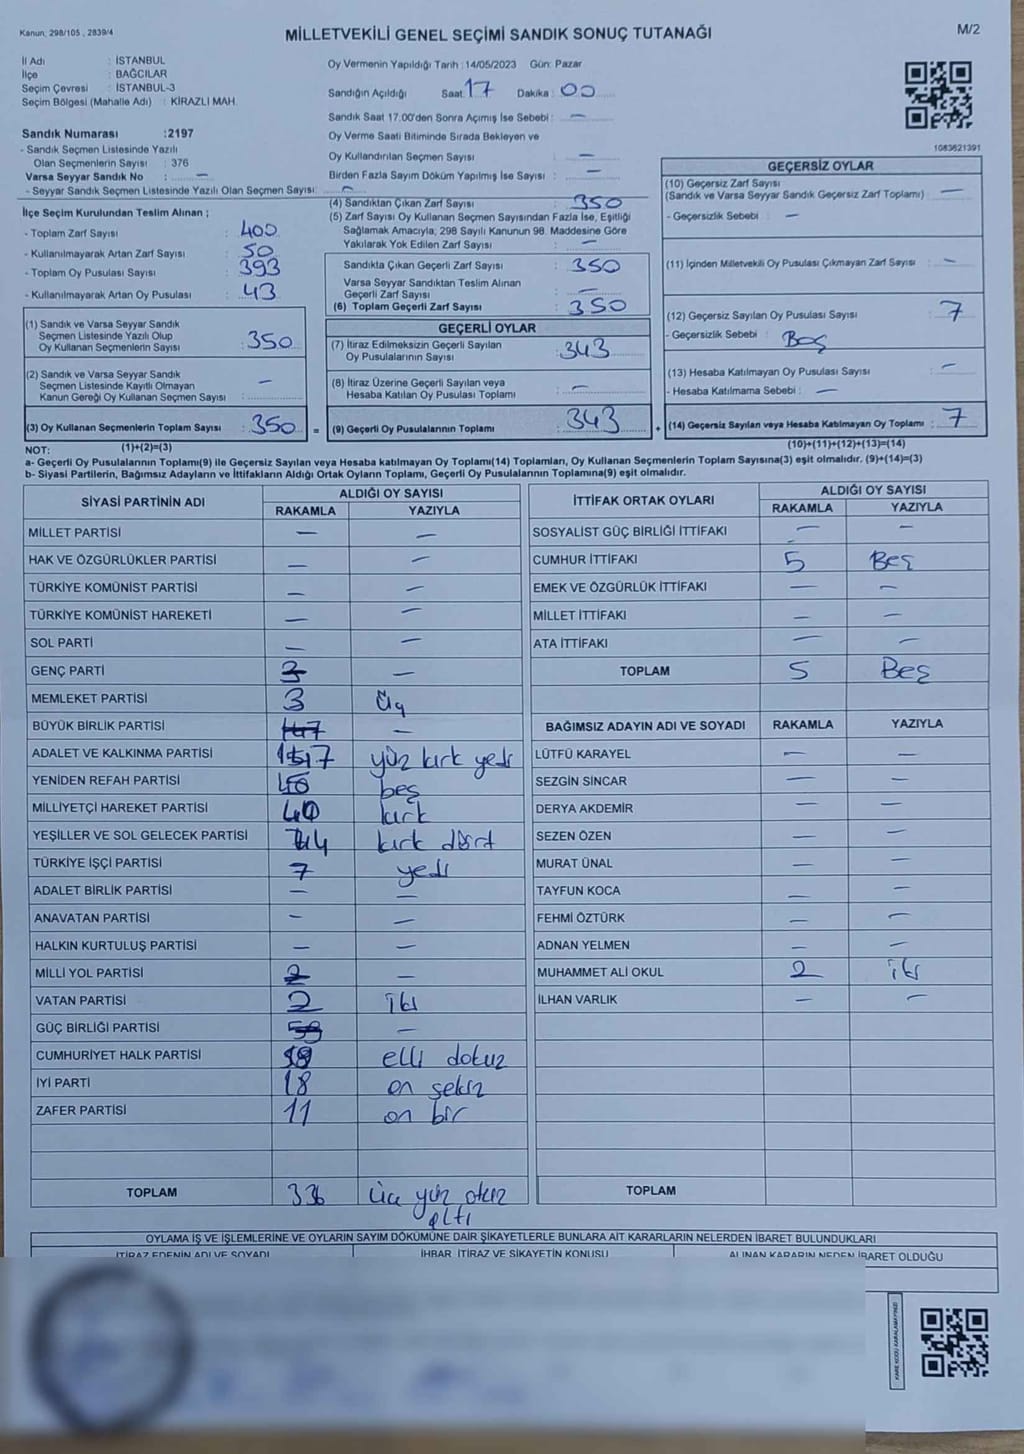 Kanun, 298/105 , 2839/4
MİLLETVEKİLİ GENEL SEÇİMİ SANDIK SONUÇ TUTANAĞI
M/2
İl Adı : İSTANBUL
İlçe : BAĞCILAR
Seçim Çevresi : İSTANBUL-3
Seçim Bölgesi (Mahalle Adı) : KİRAZLI MAH.
Oy Vermenin Yapıldığı Tarih :14/05/2023 Gün: Pazar
Sandığın Açıldığı Saat: 17 Dakika : 00
Sandık Saat 17.00'den Sonra Açımış İse Sebebi : —
Oy Verme Saati Bitiminde Sırada Bekleyen ve
Oy Kullandırılan Seçmen Sayısı : —
Birden Fazla Sayım Döküm Yapılmış İse Sayısı : —
Sandık Numarası :2197
- Sandık Seçmen Listesinde Yazılı
Olan Seçmenlerin Sayısı : 376
Varsa Seyyar Sandık No : —
- Seyyar Sandık Seçmen Listesinde Yazılı Olan Seçmen Sayısı: —
1083621391
İlçe Seçim Kurulundan Teslim Alınan ;
- Toplam Zarf Sayısı : 400
- Kullanılmayarak Artan Zarf Sayısı : 50
- Toplam Oy Pusulası Sayısı : 393
- Kullanılmayarak Artan Oy Pusulası : 43
(1) Sandık ve Varsa Seyyar Sandık
Seçmen Listesinde Yazılı Olup
Oy Kullanan Seçmenlerin Sayısı : 350
(2) Sandık ve Varsa Seyyar Sandık
Seçmen Listesinde Kayıtlı Olmayan
Kanun Gereği Oy Kullanan Seçmen Sayısı : —
(3) Oy Kullanan Seçmenlerin Toplam Sayısı : 350 =
(4) Sandıktan Çıkan Zarf Sayısı : 350
(5) Zarf Sayısı Oy Kullanan Seçmen Sayısından Fazla İse, Eşitliği
Sağlamak Amacıyla; 298 Sayılı Kanunun 98. Maddesine Göre
Yakılarak Yok Edilen Zarf Sayısı : —
Sandıkta Çıkan Geçerli Zarf Sayısı : 350
Varsa Seyyar Sandıktan Teslim Alınan
Geçerli Zarf Sayısı : —
(6) Toplam Geçerli Zarf Sayısı : 350
GEÇERLİ OYLAR
(7) İtiraz Edilmeksizin Geçerli Sayılan
Oy Pusulalarının Sayısı : 343
(8) İtiraz Üzerine Geçerli Sayılan veya
Hesaba Katılan Oy Pusulası Toplamı : —
(9) Geçerli Oy Pusulalarının Toplamı : 343 +
GEÇERSİZ OYLAR
(10) Geçersiz Zarf Sayısı
(Sandık ve Varsa Seyyar Sandık Geçersiz Zarf Toplamı) : —
- Geçersizlik Sebebi : —
(11) İçinden Milletvekili Oy Pusulası Çıkmayan Zarf Sayısı : —
(12) Geçersiz Sayılan Oy Pusulası Sayısı : 7
- Geçersizlik Sebebi : Boş
(13) Hesaba Katılmayan Oy Pusulası Sayısı : —
- Hesaba Katılmama Sebebi : —
(14) Geçersiz Sayılan veya Hesaba Katılmayan Oy Toplamı : 7
NOT: (1)+(2)=(3) (10)+(11)+(12)+(13)=(14)
a- Geçerli Oy Pusulalarının Toplamı(9) ile Geçersiz Sayılan veya Hesaba katılmayan Oy Toplamı(14) Toplamları, Oy Kullanan Seçmenlerin Toplam Sayısına(3) eşit olmalıdır. (9)+(14)=(3)
b- Siyasi Partilerin, Bağımsız Adayların ve İttifakların Aldığı Ortak Oyların Toplamı, Geçerli Oy Pusulalarının Toplamına(9) eşit olmalıdır.
SİYASİ PARTİNİN ADI ALDIĞI OY SAYISI
RAKAMLA YAZIYLA
MİLLET PARTİSİ — —
HAK VE ÖZGÜRLÜKLER PARTİSİ — —
TÜRKİYE KOMÜNİST PARTİSİ — —
TÜRKİYE KOMÜNİST HAREKETİ — —
SOL PARTİ — —
GENÇ PARTİ 3 —
MEMLEKET PARTİSİ 3 Üç
BÜYÜK BİRLİK PARTİSİ 147 —
ADALET VE KALKINMA PARTİSİ yüz kırk yedi
YENİDEN REFAH PARTİSİ beş
MİLLİYETÇİ HAREKET PARTİSİ 40 kırk
YEŞİLLER VE SOL GELECEK PARTİSİ 44 kırk dört
TÜRKİYE İŞÇİ PARTİSİ 7 yedi
ADALET BİRLİK PARTİSİ — —
ANAVATAN PARTİSİ — —
HALKIN KURTULUŞ PARTİSİ — —
MİLLİ YOL PARTİSİ 2 —
VATAN PARTİSİ 2 iki
GÜÇ BİRLİĞİ PARTİSİ 59 —
CUMHURİYET HALK PARTİSİ elli dokuz
İYİ PARTİ 18 on sekiz
ZAFER PARTİSİ 11 on bir
TOPLAM 336 üç yüz otuz
altı
İTTİFAK ORTAK OYLARI ALDIĞI OY SAYISI
RAKAMLA YAZIYLA
SOSYALİST GÜÇ BİRLİĞİ İTTİFAKI — —
CUMHUR İTTİFAKI 5 Beş
EMEK VE ÖZGÜRLÜK İTTİFAKI — —
MİLLET İTTİFAKI — —
ATA İTTİFAKI — —
TOPLAM 5 Beş
BAĞIMSIZ ADAYIN ADI VE SOYADI RAKAMLA YAZIYLA
LÜTFÜ KARAYEL — —
SEZGİN SINCAR — —
DERYA AKDEMİR — —
SEZEN ÖZEN — —
MURAT ÜNAL — —
TAYFUN KOCA — —
FEHMİ ÖZTÜRK — —
ADNAN YELMEN — —
MUHAMMET ALİ OKUL 2 iki
İLHAN VARLIK — —
TOPLAM
OYLAMA İŞ VE İŞLEMLERİNE VE OYLARIN SAYIM DÖKÜMÜNE DAİR ŞİKAYETLERLE BUNLARA AİT KARARLARIN NELERDEN İBARET BULUNDUKLARI
İTİRAZ EDENİN ADI VE SOYADI İHBAR, İTİRAZ VE ŞİKAYETİN KONUSU ALINAN KARARIN NEDEN İBARET OLDUĞU
KARE KODU KARALAMAYINIZ!